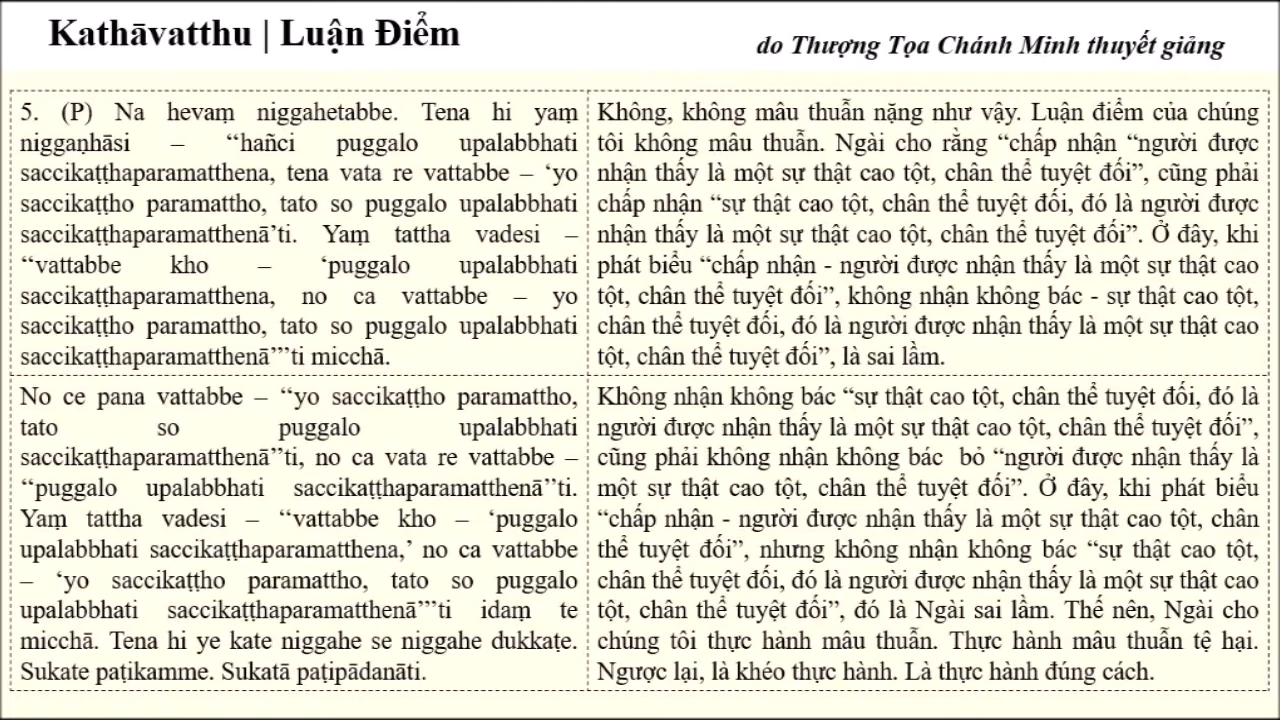 Kathāvatthu | Luận Điểm
do Thượng Tọa Chánh Minh thuyết giảng
5. (P) Na hevaṃ niggahetabbe. Tena hi yaṃ
niggaṇhāsi – “hañci puggalo upalabbhati
saccikaṭṭhaparamatthena, tena vata re vattabbe – ‘yo
saccikaṭṭho paramattho, tato so puggalo upalabbhati
saccikaṭṭhaparamatthenā’ti. Yaṃ tattha vadesi –
“vattabbe kho – ‘puggalo upalabbhati
saccikaṭṭhaparamatthena, no ca vattabbe – yo
saccikaṭṭho paramattho, tato so puggalo upalabbhati
saccikaṭṭhaparamatthenā’”ti micchā.
Không, không mâu thuẫn nặng như vậy. Luận điểm của chúng
tôi không mâu thuẫn. Ngài cho rằng “chấp nhận “người được
nhận thấy là một sự thật cao tột, chân thể tuyệt đối”, cũng phải
chấp nhận “sự thật cao tột, chân thể tuyệt đối, đó là người được
nhận thấy là một sự thật cao tột, chân thể tuyệt đối”. Ở đây, khi
phát biểu “chấp nhận - người được nhận thấy là một sự thật cao
tột, chân thể tuyệt đối”, không nhận không bác - sự thật cao tột,
chân thể tuyệt đối, đó là người được nhận thấy là một sự thật cao
tột, chân thể tuyệt đối”, là sai lầm.
No ce pana vattabbe – “yo saccikaṭṭho paramattho,
tato so puggalo upalabbhati
saccikaṭṭhaparamatthenā”ti, no ca vata re vattabbe –
“puggalo upalabbhati saccikaṭṭhaparamatthenā”ti.
Yaṃ tattha vadesi – “vattabbe kho – ‘puggalo
upalabbhati saccikaṭṭhaparamatthena,’ no ca vattabbe
– ‘yo saccikaṭṭho paramattho, tato so puggalo
upalabbhati saccikaṭṭhaparamatthenā’”ti idaṃ te
micchā. Tena hi ye kate niggahe se niggahe dukkaṭe.
Sukate paṭikamme. Sukatā paṭipādanāti.
Không nhận không bác “sự thật cao tột, chân thể tuyệt đối, đó là
người được nhận thấy là một sự thật cao tột, chân thể tuyệt đối”,
cũng phải không nhận không bác bỏ “người được nhận thấy là
một sự thật cao tột, chân thể tuyệt đối”. Ở đây, khi phát biểu
“chấp nhận - người được nhận thấy là một sự thật cao tột, chân
thể tuyệt đối”, nhưng không nhận không bác “sự thật cao tột,
chân thể tuyệt đối, đó là người được nhận thấy là một sự thật cao
tột, chân thể tuyệt đối”, đó là Ngài sai lầm. Thế nên, Ngài cho
chúng tôi thực hành mâu thuẫn. Thực hành mâu thuẫn tệ hại.
Ngược lại, là khéo thực hành. Là thực hành đúng cách.